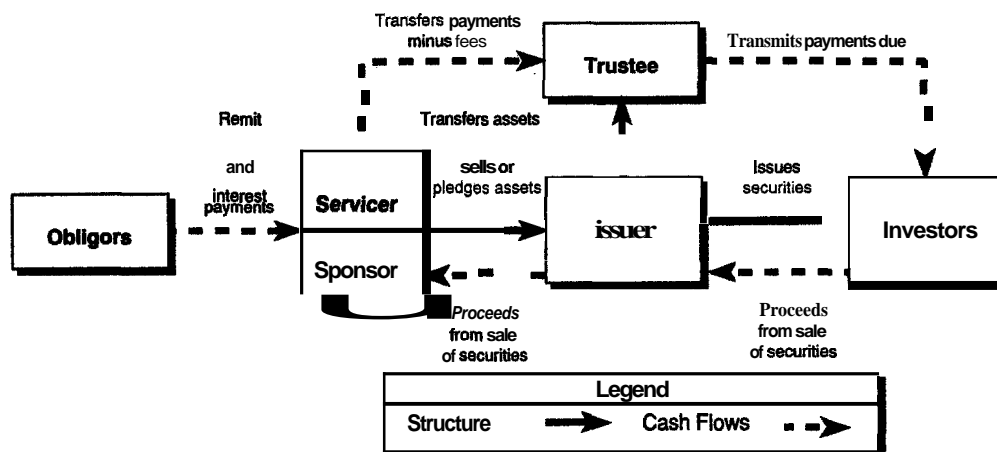 Transfers payments
minus fees
Trustee
Transmits payments due
Remit
and
interest
payments
Transfers assets
sells or
pledges assets
Issues
securities
Obligors
Servicer
Sponsor
issuer
Investors
Proceeds
from sale
of securities
Proceeds
from sale
of securities
Legend
Structure
Cash Flows